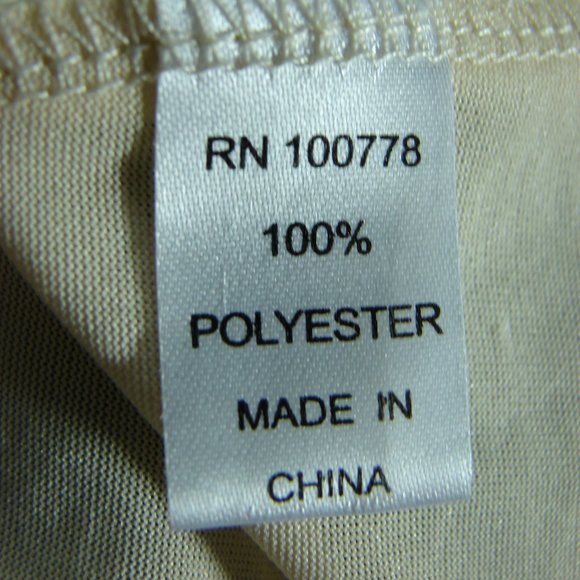 RN 100778
100%
POLYESTER
MADE IN
CHINA